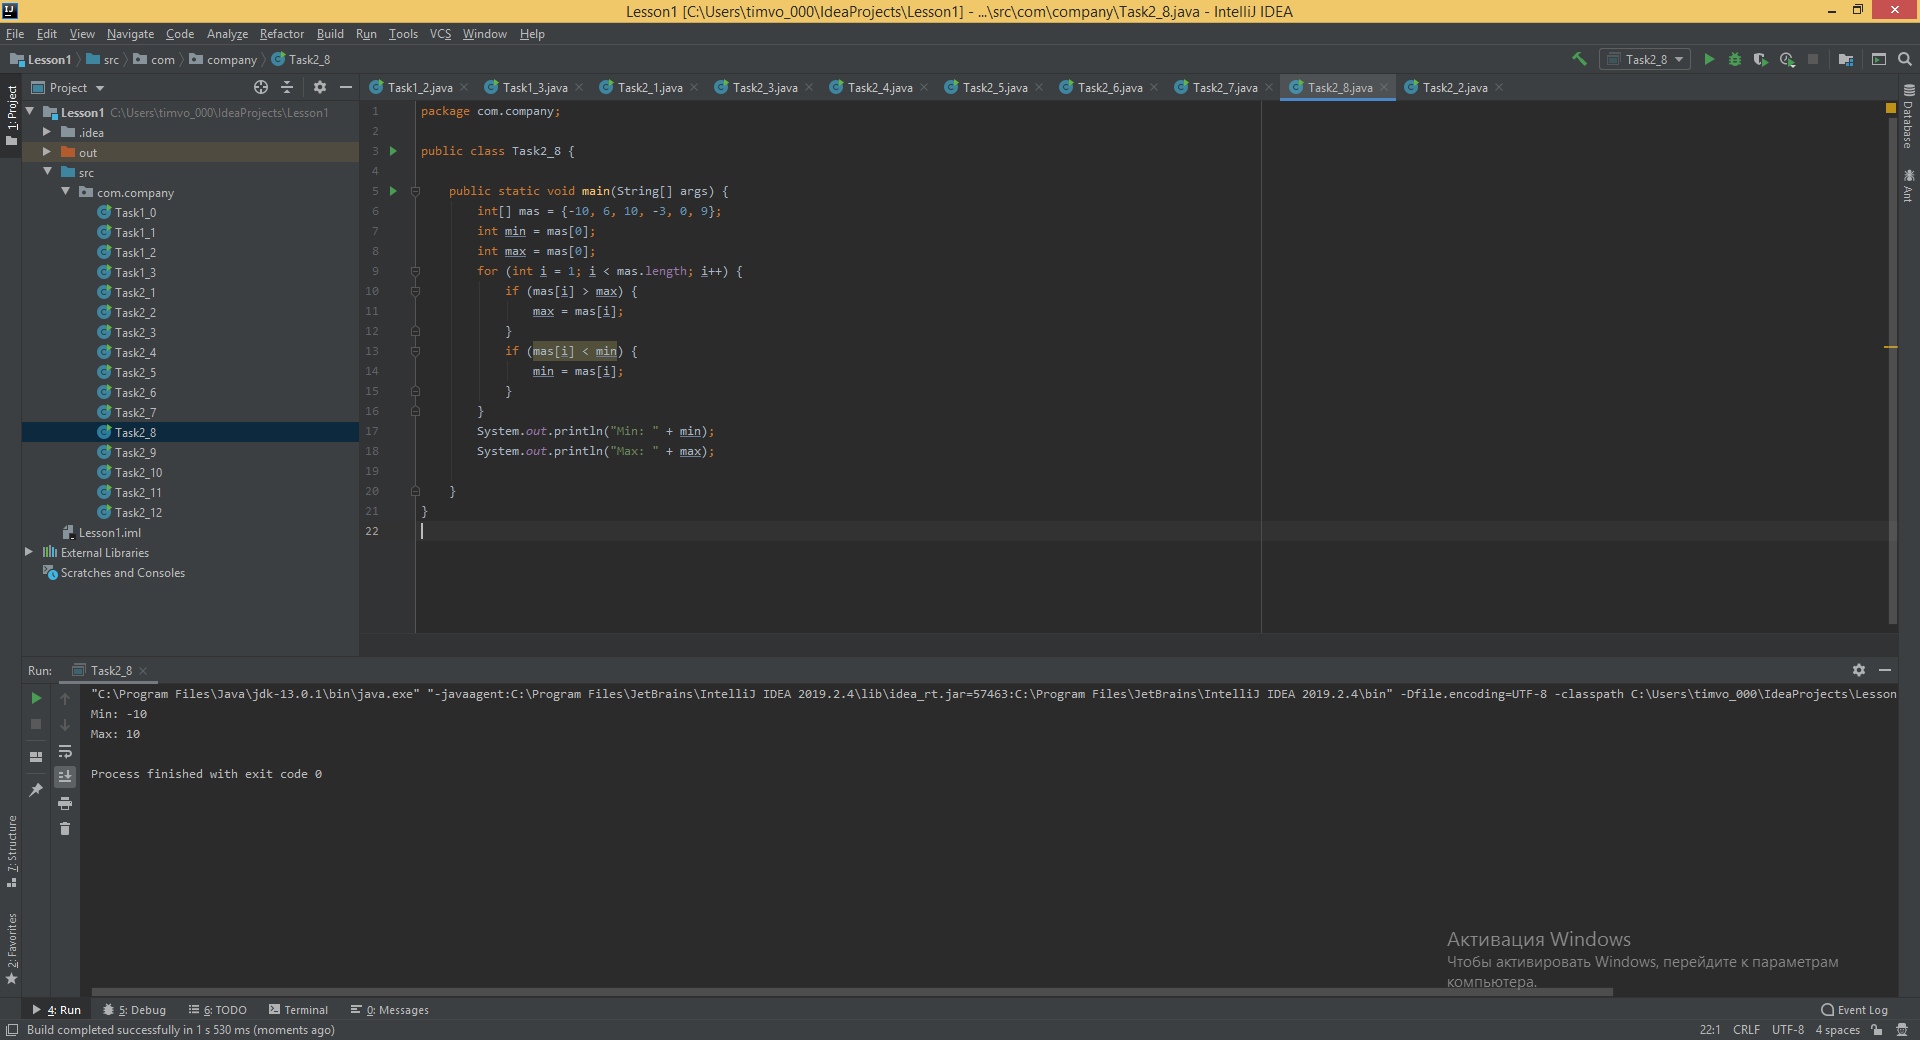 Lesson1 [C:\Users\timvo_000\IdeaProjects\Lesson1] - ...\src\com\company\Task2_8.java - IntelliJ IDEA
File Edit View Navigate Code Analyze Refactor Build Run Tools VCS Window Help
Lesson1 src com company Task2_8
Task2_8
Project
Task1_2.java Task1_3.java Task2_1.java Task2_3.java Task2_4.java Task2_5.java Task2_6.java Task2_7.java Task2_8.java Task2_2.java
1: Project
Lesson1 C:\Users\timvo_000\IdeaProjects\Lesson1
.idea
out
src
com.company
Task1_0
Task1_1
Task1_2
Task1_3
Task2_1
Task2_2
Task2_3
Task2_4
Task2_5
Task2_6
Task2_7
Task2_8
Task2_9
Task2_10
Task2_11
Task2_12
Lesson1.iml
External Libraries
Scratches and Consoles
1 package com.company;
2
3 public class Task2_8 {
4
5 public static void main(String[] args) {
6 int[] mas = {-10, 6, 10, -3, 0, 9};
7 int min = mas[0];
8 int max = mas[0];
9 for (int i = 1; i < mas.length; i++) {
10 if (mas[i] > max) {
11 max = mas[i];
12 }
13 if (mas[i] < min) {
14 min = mas[i];
15 }
16 }
17 System.out.println("Min: " + min);
18 System.out.println("Max: " + max);
19
20 }
21 }
22
Database
Ant
Run: Task2_8
"C:\Program Files\Java\jdk-13.0.1\bin\java.exe" "-javaagent:C:\Program Files\JetBrains\IntelliJ IDEA 2019.2.4\lib\idea_rt.jar=57463:C:\Program Files\JetBrains\IntelliJ IDEA 2019.2.4\bin" -Dfile.encoding=UTF-8 -classpath C:\Users\timvo_000\IdeaProjects\Lesson
Min: -10
Max: 10
Process finished with exit code 0
7: Structure
2: Favorites
Активация Windows
Чтобы активировать Windows, перейдите к параметрам
компьютера.
4: Run 5: Debug 6: TODO Terminal 0: Messages Event Log
Build completed successfully in 1 s 530 ms (moments ago) 22:1 CRLF UTF-8 4 spaces